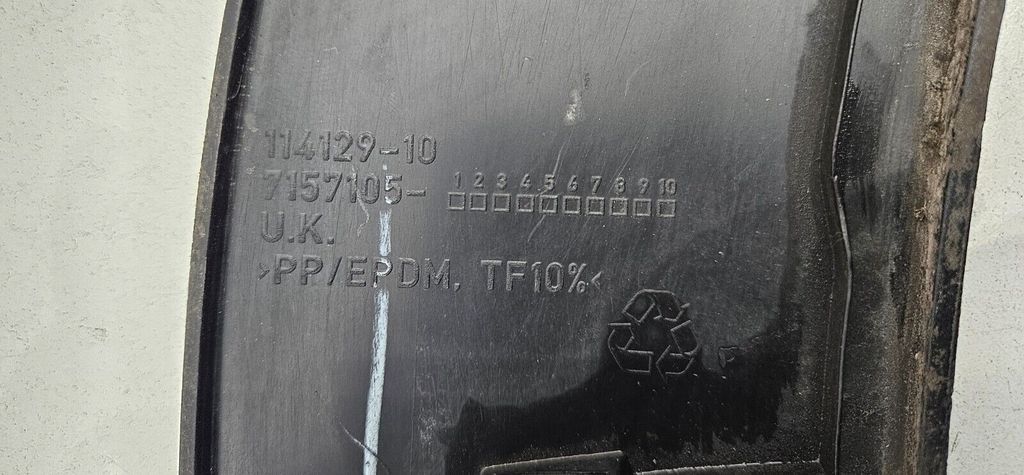 114129-10
7157105- 1 2 3 4 5 6 7 8 9 10
U.K.
>PP/EPDM, TF10%<